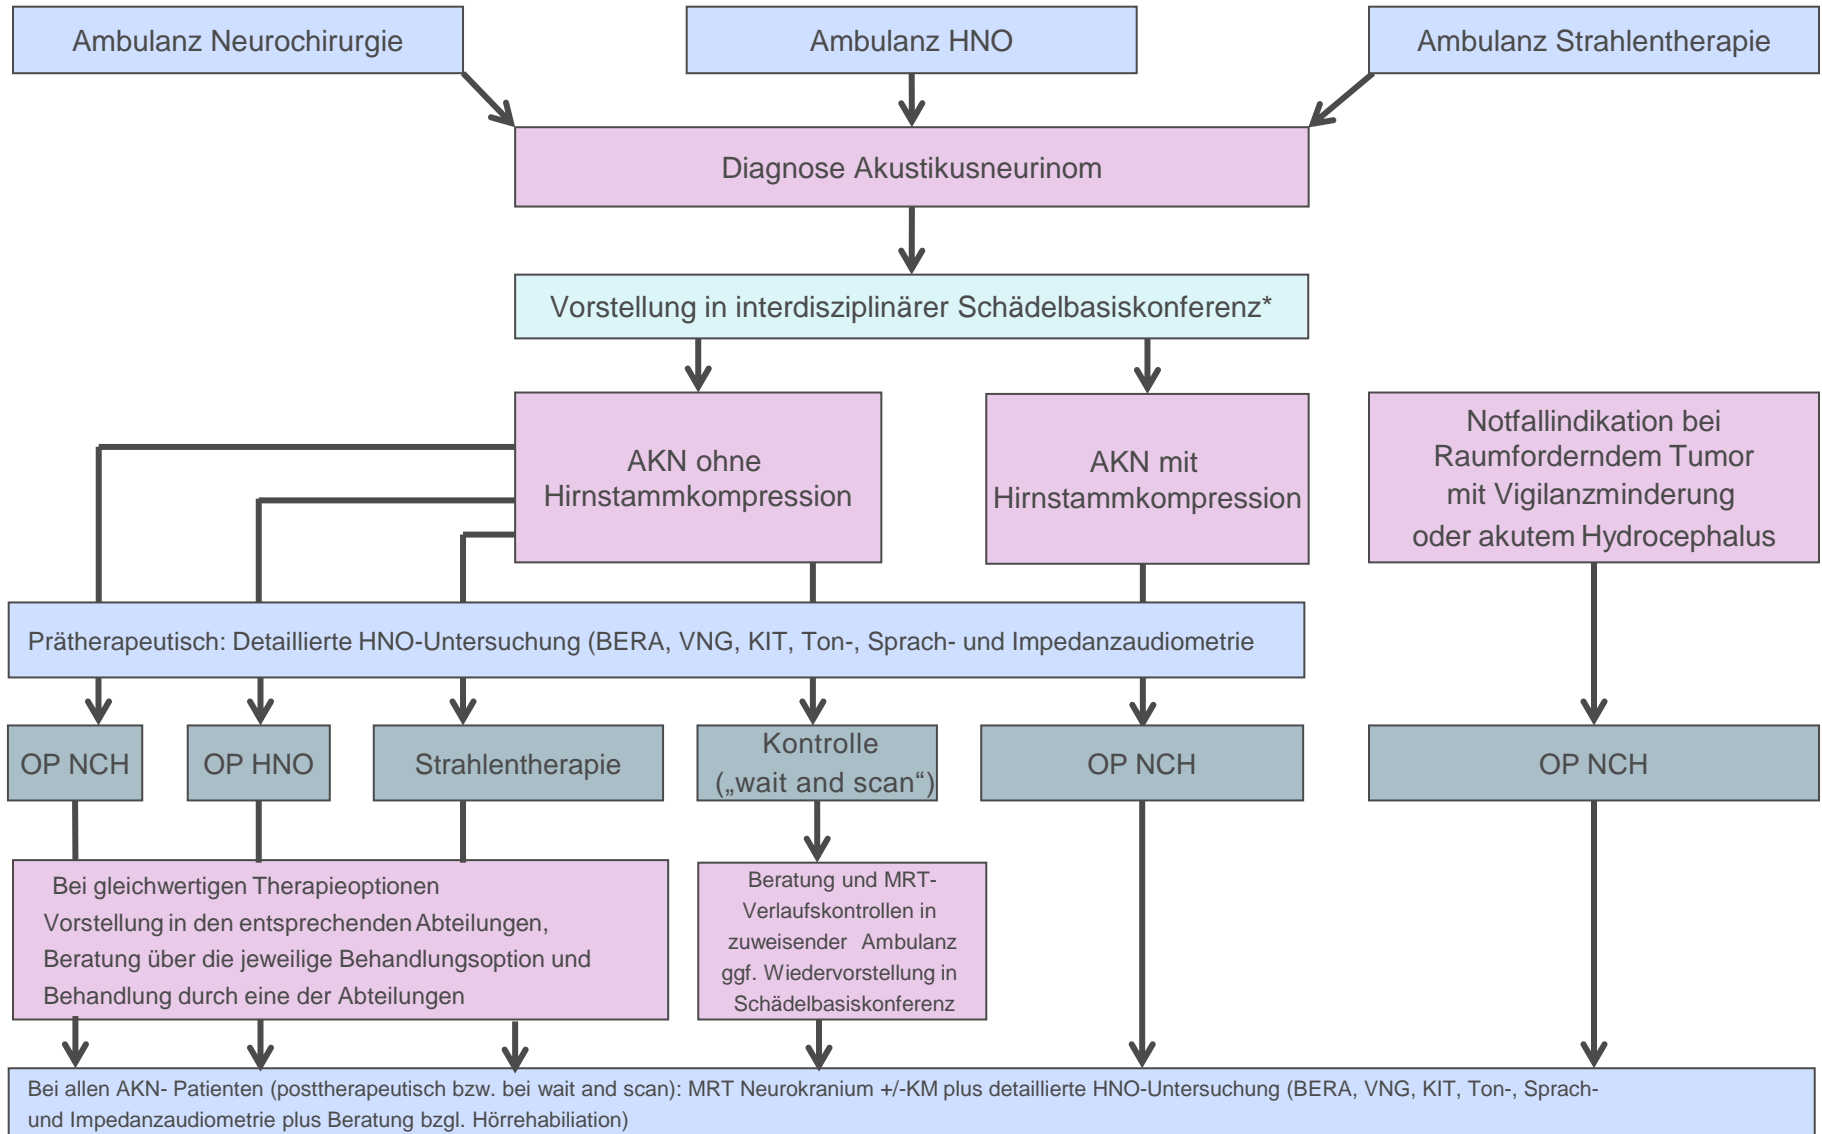 Ambulanz Neurochirurgie
Ambulanz HNO
Ambulanz Strahlentherapie
Diagnose Akustikusneurinom
Vorstellung in interdisziplinärer Schädelbasiskonferenz*
AKN ohne
Hirnstammkompression
AKN mit
Hirnstammkompression
Notfallindikation bei
Raumforderndem Tumor
mit Vigilanzminderung
oder akutem Hydrocephalus
Prätherapeutisch: Detaillierte HNO-Untersuchung (BERA, VNG, KIT, Ton-, Sprach- und Impedanzaudiometrie
OP NCH
OP HNO
Strahlentherapie
Kontrolle
(„wait and scan“)
OP NCH
OP NCH
Bei gleichwertigen Therapieoptionen
Vorstellung in den entsprechenden Abteilungen,
Beratung über die jeweilige Behandlungsoption und
Behandlung durch eine der Abteilungen
Beratung und MRT-
Verlaufskontrollen in
zuweisender Ambulanz
ggf. Wiedervorstellung in
Schädelbasiskonferenz
Bei allen AKN- Patienten (posttherapeutisch bzw. bei wait and scan): MRT Neurokranium +/-KM plus detaillierte HNO-Untersuchung (BERA, VNG, KIT, Ton-, Sprach-
und Impedanzaudiometrie plus Beratung bzgl. Hörrehabiliation)